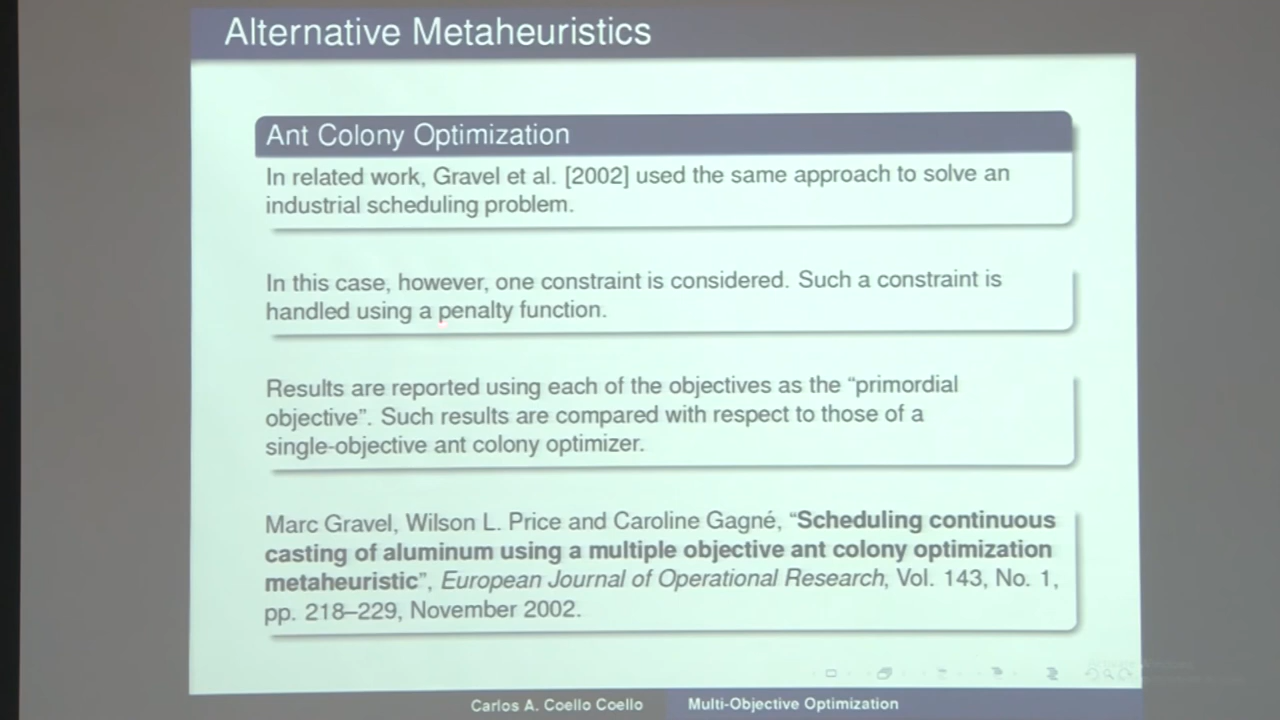 Alternative Metaheuristics
Ant Colony Optimization
In related work, Gravel et al. [2002] used the same approach to solve an
industrial scheduling problem.
In this case, however, one constraint is considered. Such a constraint is
handled using a penalty function.
Results are reported using each of the objectives as the “primordial
objective”. Such results are compared with respect to those of a
single-objective ant colony optimizer.
Marc Gravel, Wilson L. Price and Caroline Gagné, “Scheduling continuous
casting of aluminum using a multiple objective ant colony optimization
metaheuristic”, European Journal of Operational Research, Vol. 143, No. 1,
pp. 218–229, November 2002.
Carlos A. Coello Coello
Multi-Objective Optimization